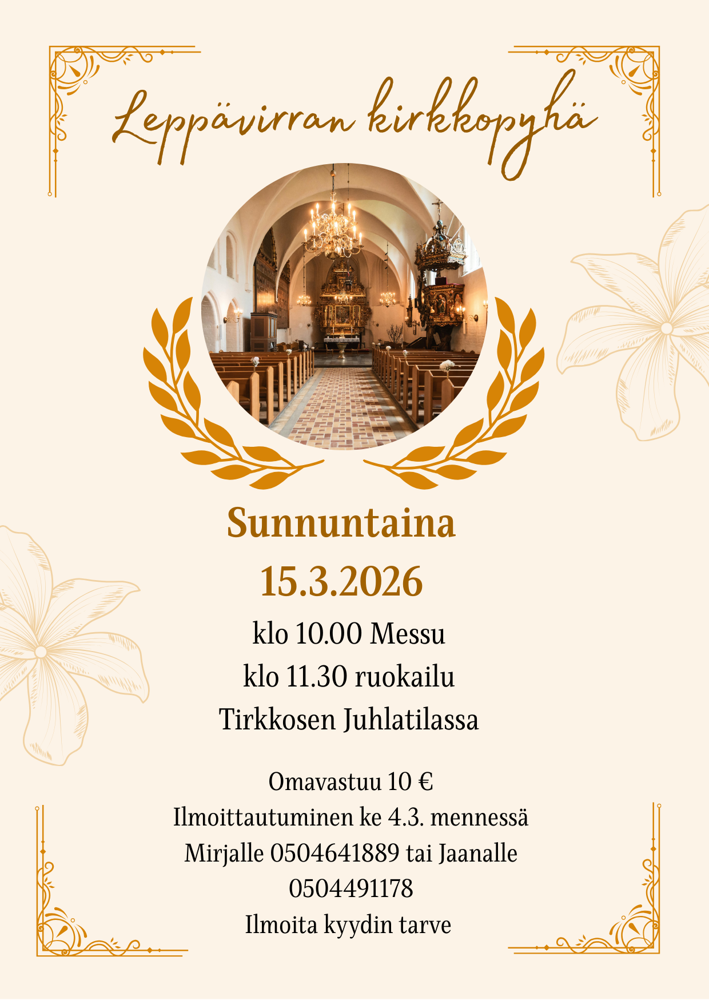 Leppävirran kirkkopyhä
Sunnuntaina
15.3.2026
klo 10.00 Messu
klo 11.30 ruokailu
Tirkkosen Juhlatilassa
Omavastuu 10 €
Ilmoittautuminen ke 4.3. mennessä
Mirjalle 0504641889 tai Jaanalle
0504491178
Ilmoita kyydin tarve